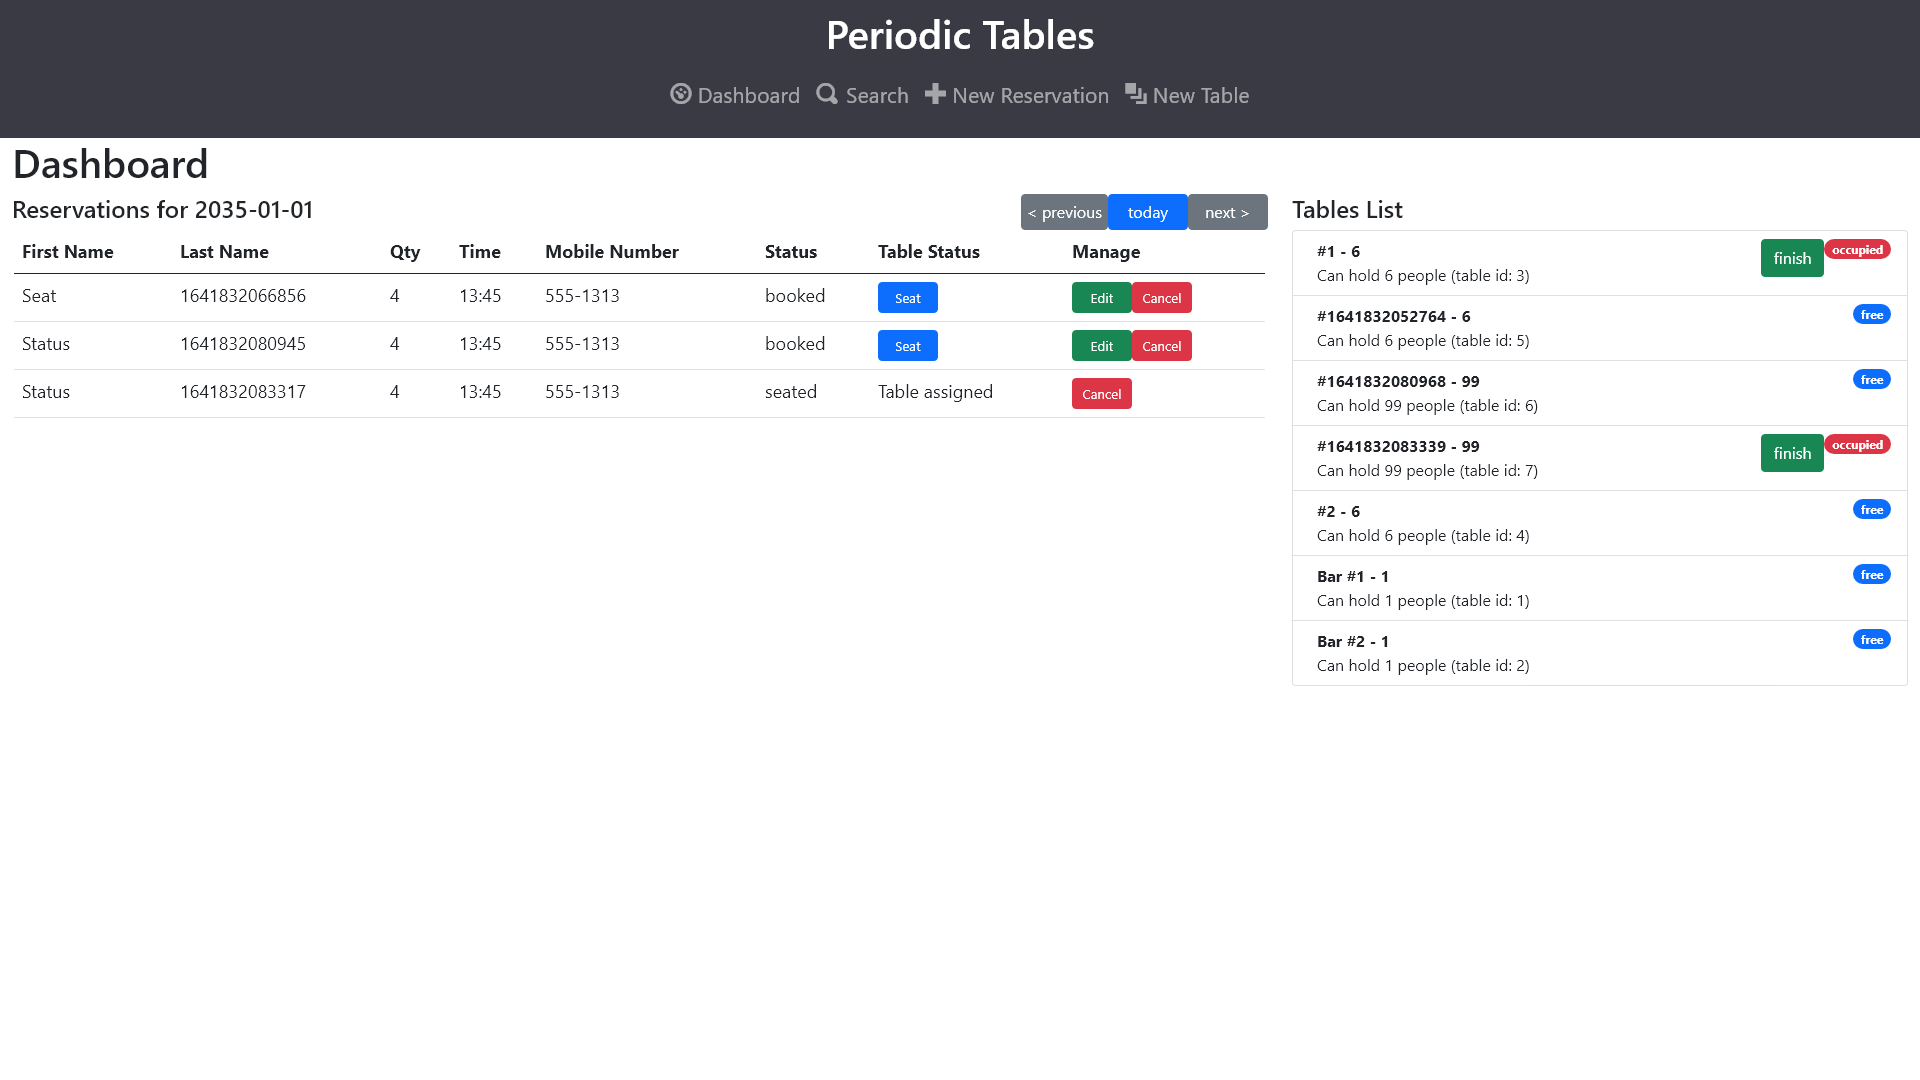 Periodic Tables
Dashboard Search New Reservation New Table
Dashboard
Reservations for 2035-01-01
< previous today next >
First Name Last Name Qty Time Mobile Number Status Table Status Manage
Seat 1641832066856 4 13:45 555-1313 booked Seat Edit Cancel
Status 1641832080945 4 13:45 555-1313 booked Seat Edit Cancel
Status 1641832083317 4 13:45 555-1313 seated Table assigned Cancel
Tables List
#1 - 6 finish occupied
Can hold 6 people (table id: 3)
#1641832052764 - 6 free
Can hold 6 people (table id: 5)
#1641832080968 - 99 free
Can hold 99 people (table id: 6)
#1641832083339 - 99 finish occupied
Can hold 99 people (table id: 7)
#2 - 6 free
Can hold 6 people (table id: 4)
Bar #1 - 1 free
Can hold 1 people (table id: 1)
Bar #2 - 1 free
Can hold 1 people (table id: 2)